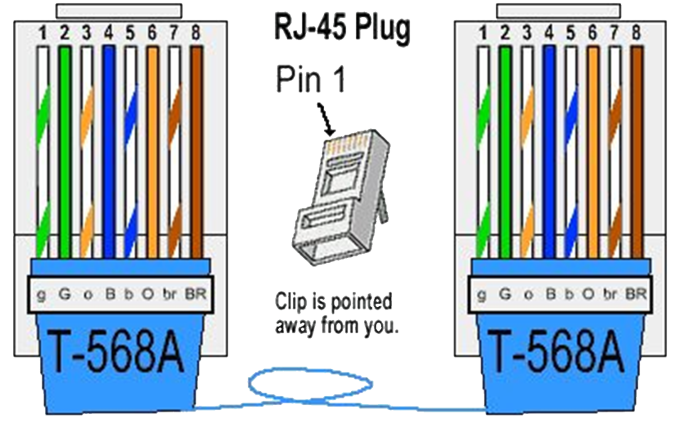 1 2 3 4 5 6 7 8
g G o B b O br BR
T-568A
RJ-45 Plug
Pin 1
Clip is pointed
away from you.
1 2 3 4 5 6 7 8
g G o B b O br BR
T-568A